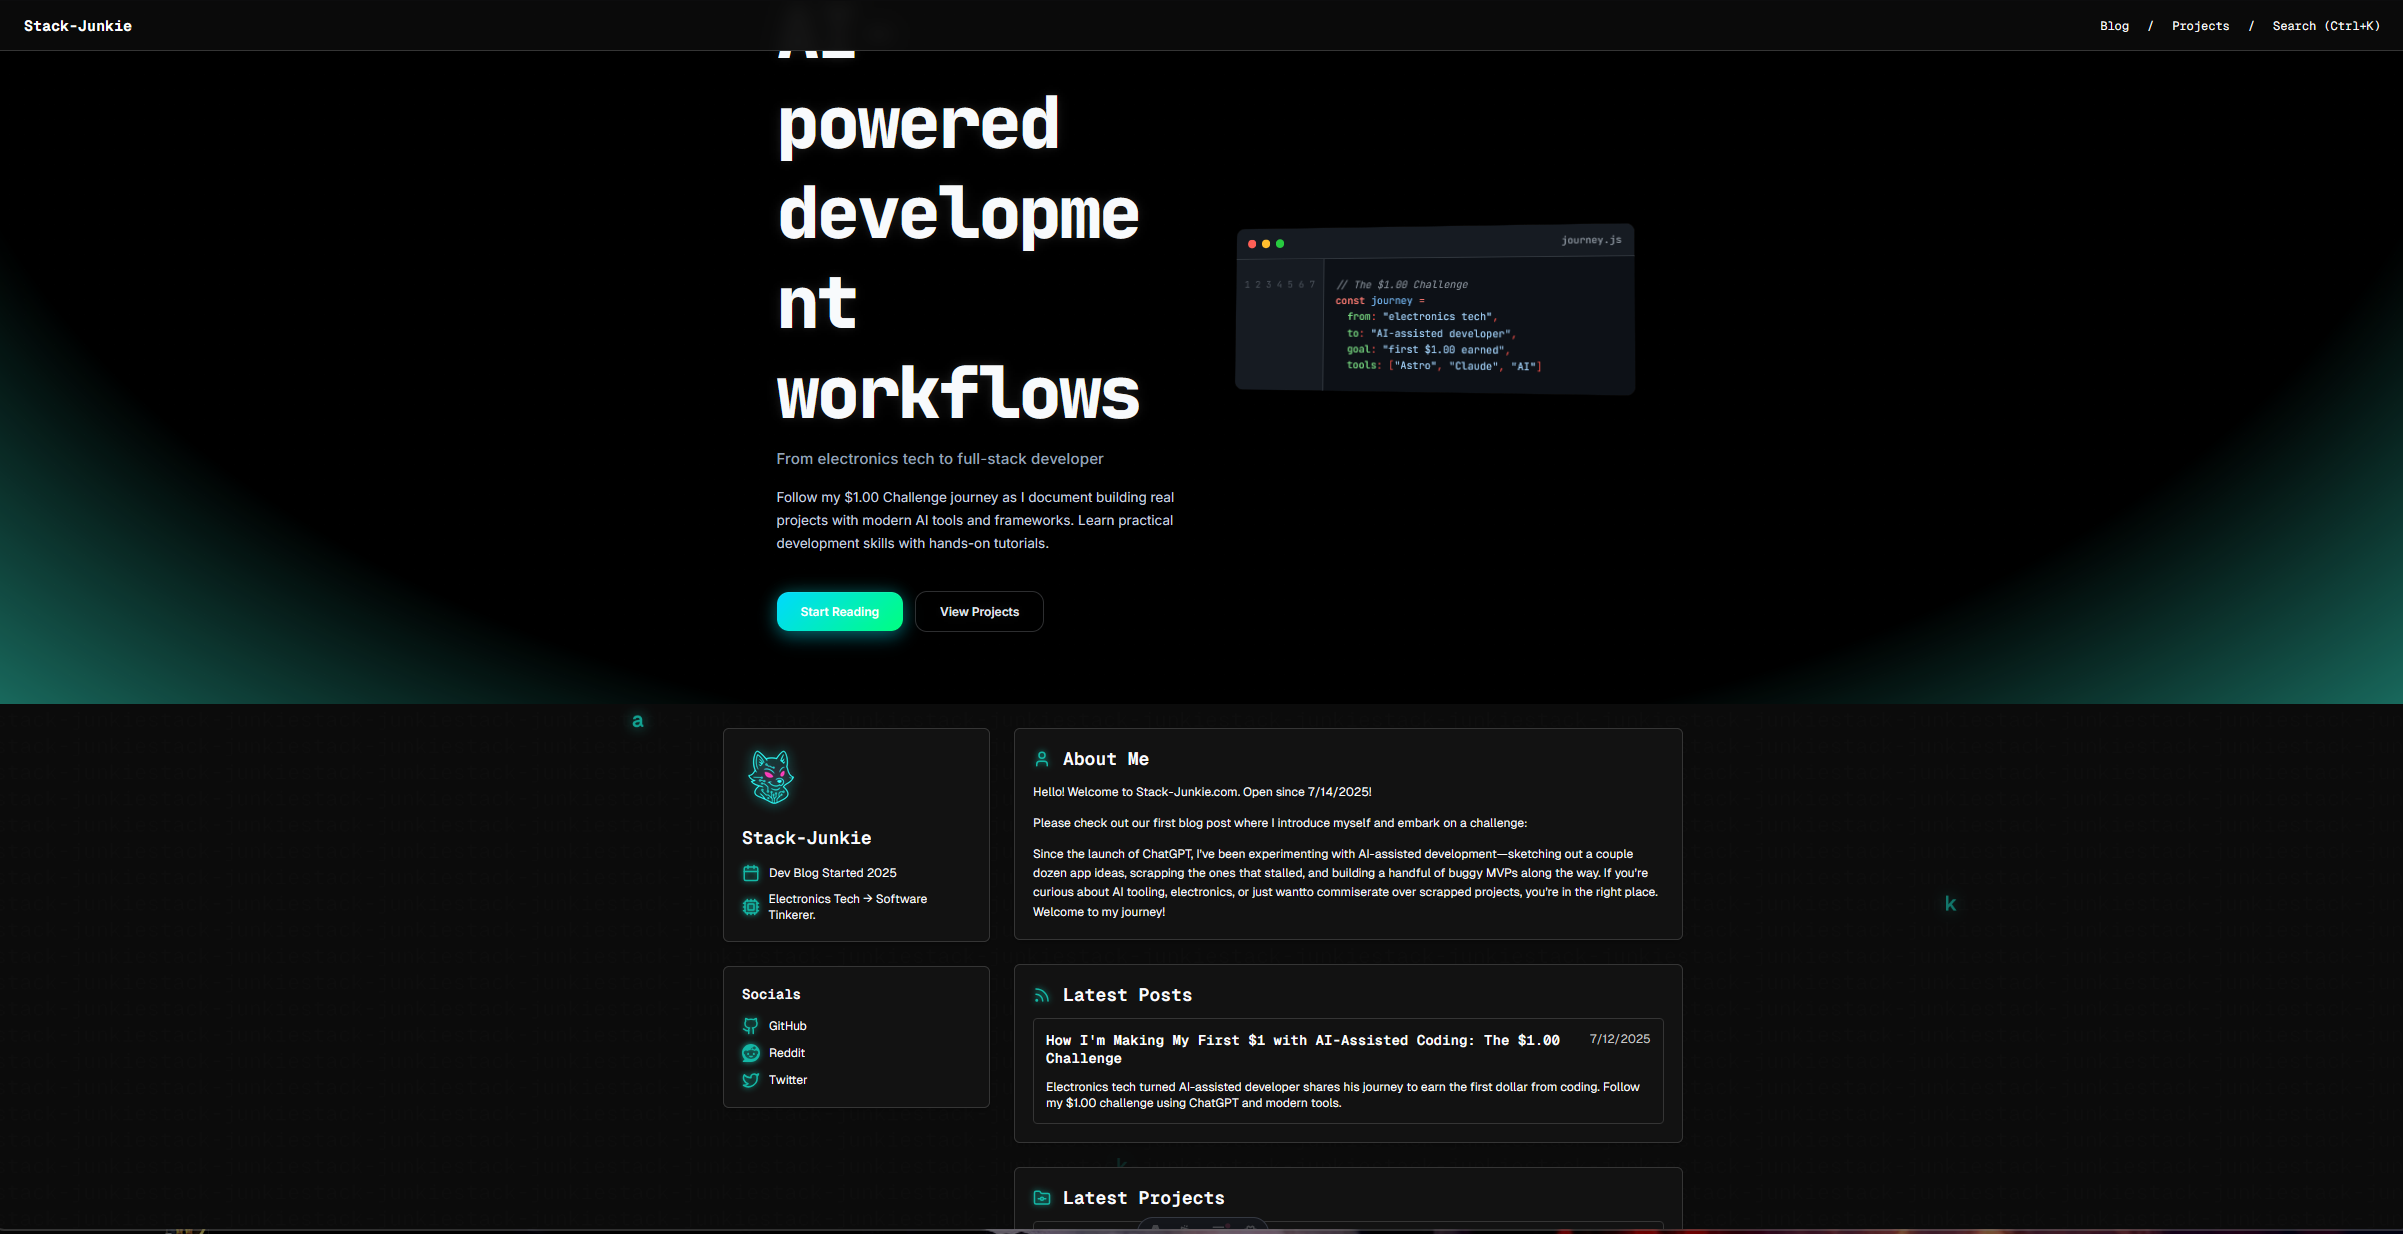 Stack-Junkie
Blog / Projects / Search (Ctrl+K)
AI-
powered
developme
nt
workflows
From electronics tech to full-stack developer
Follow my $1.00 Challenge journey as I document building real
projects with modern AI tools and frameworks. Learn practical
development skills with hands-on tutorials.
Start Reading
View Projects
journey.js
1 2 3 4 5 6 7
// The $1.00 Challenge
const journey =
from: "electronics tech",
to: "AI-assisted developer",
goal: "first $1.00 earned",
tools: ["Astro", "Claude", "AI"]
a
Stack-Junkie
Dev Blog Started 2025
Electronics Tech → Software
Tinkerer.
Socials
GitHub
Reddit
Twitter
About Me
Hello! Welcome to Stack-Junkie.com. Open since 7/14/2025!
Please check out our first blog post where I introduce myself and embark on a challenge:
Since the launch of ChatGPT, I've been experimenting with AI-assisted development—sketching out a couple
dozen app ideas, scrapping the ones that stalled, and building a handful of buggy MVPs along the way. If you're
curious about AI tooling, electronics, or just wantto commiserate over scrapped projects, you're in the right place.
Welcome to my journey!
k
Latest Posts
How I'm Making My First $1 with AI-Assisted Coding: The $1.00
Challenge
7/12/2025
Electronics tech turned AI-assisted developer shares his journey to earn the first dollar from coding. Follow
my $1.00 challenge using ChatGPT and modern tools.
k
Latest Projects